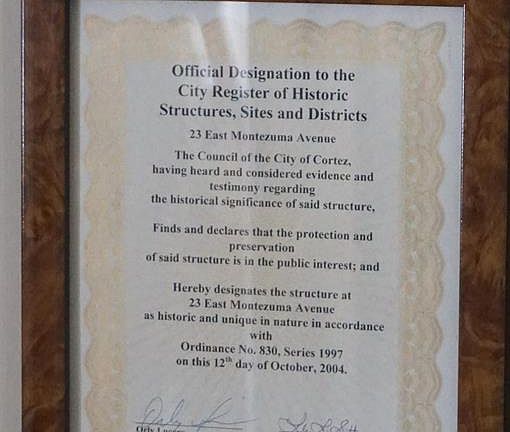 Official Designation to the
City Register of Historic
Structures, Sites and Districts
23 East Montezuma Avenue
The Council of the City of Cortez,
having heard and considered evidence and
testimony regarding
the historical significance of said structure,
Finds and declares that the protection and
preservation
of said structure is in the public interest; and
Hereby designates the structure at
23 East Montezuma Avenue
as historic and unique in nature in accordance
with
Ordinance No. 830, Series 1997
on this 12th day of October, 2004.
Orly